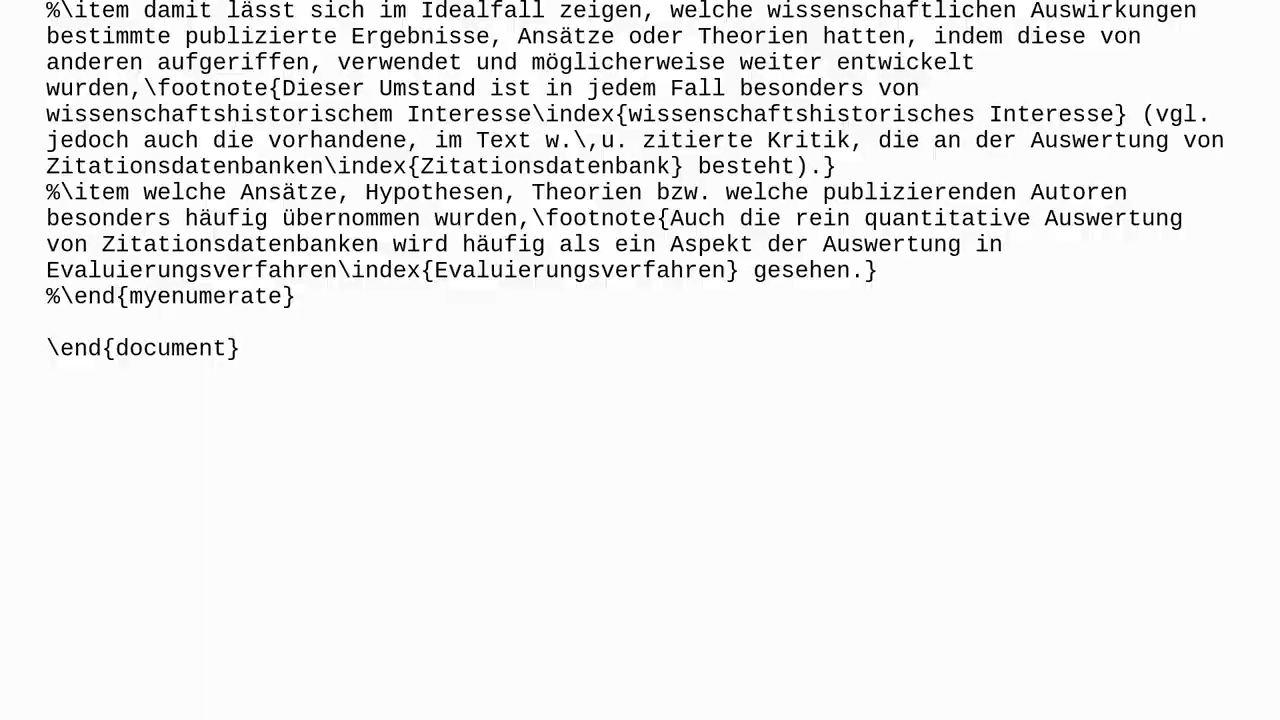 %\item damit lässt sich im Idealfall zeigen, welche wissenschaftlichen Auswirkungen
bestimmte publizierte Ergebnisse, Ansätze oder Theorien hatten, indem diese von
anderen aufgeriffen, verwendet und möglicherweise weiter entwickelt
wurden,\footnote{Dieser Umstand ist in jedem Fall besonders von
wissenschaftshistorischem Interesse\index{wissenschaftshistorisches Interesse} (vgl.
jedoch auch die vorhandene, im Text w.\,u. zitierte Kritik, die an der Auswertung von
Zitationsdatenbanken\index{Zitationsdatenbank} besteht).}
%\item welche Ansätze, Hypothesen, Theorien bzw. welche publizierenden Autoren
besonders häufig übernommen wurden,\footnote{Auch die rein quantitative Auswertung
von Zitationsdatenbanken wird häufig als ein Aspekt der Auswertung in
Evaluierungsverfahren\index{Evaluierungsverfahren} gesehen.}
%\end{myenumerate}
\end{document}